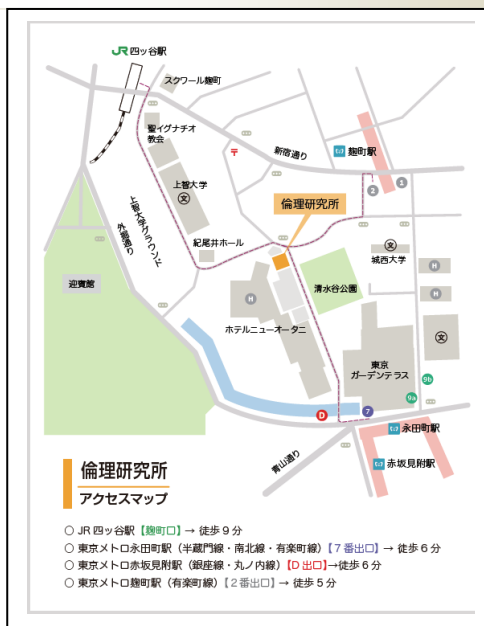 JR 四ッ谷駅
スクワール麹町
聖イグナチオ
教会
新宿通り
麹町駅
〒
上智大学
文
2
1
倫理研究所
上智大学グラウンド
外堀通り
紀尾井ホール
文
城西大学
迎賓館
清水谷公園
H
H
H
ホテルニューオータニ
文
東京
ガーデンテラス
9b
9a
D
7
永田町駅
青山通り
赤坂見附駅
倫理研究所
アクセスマップ
○ JR 四ッ谷駅【麹町口】→ 徒歩9分
○ 東京メトロ永田町駅（半蔵門線・南北線・有楽町線）【7番出口】→ 徒歩6分
○ 東京メトロ赤坂見附駅（銀座線・丸ノ内線）【D出口】→徒歩6分
○ 東京メトロ麹町駅（有楽町線）【2番出口】→ 徒歩5分